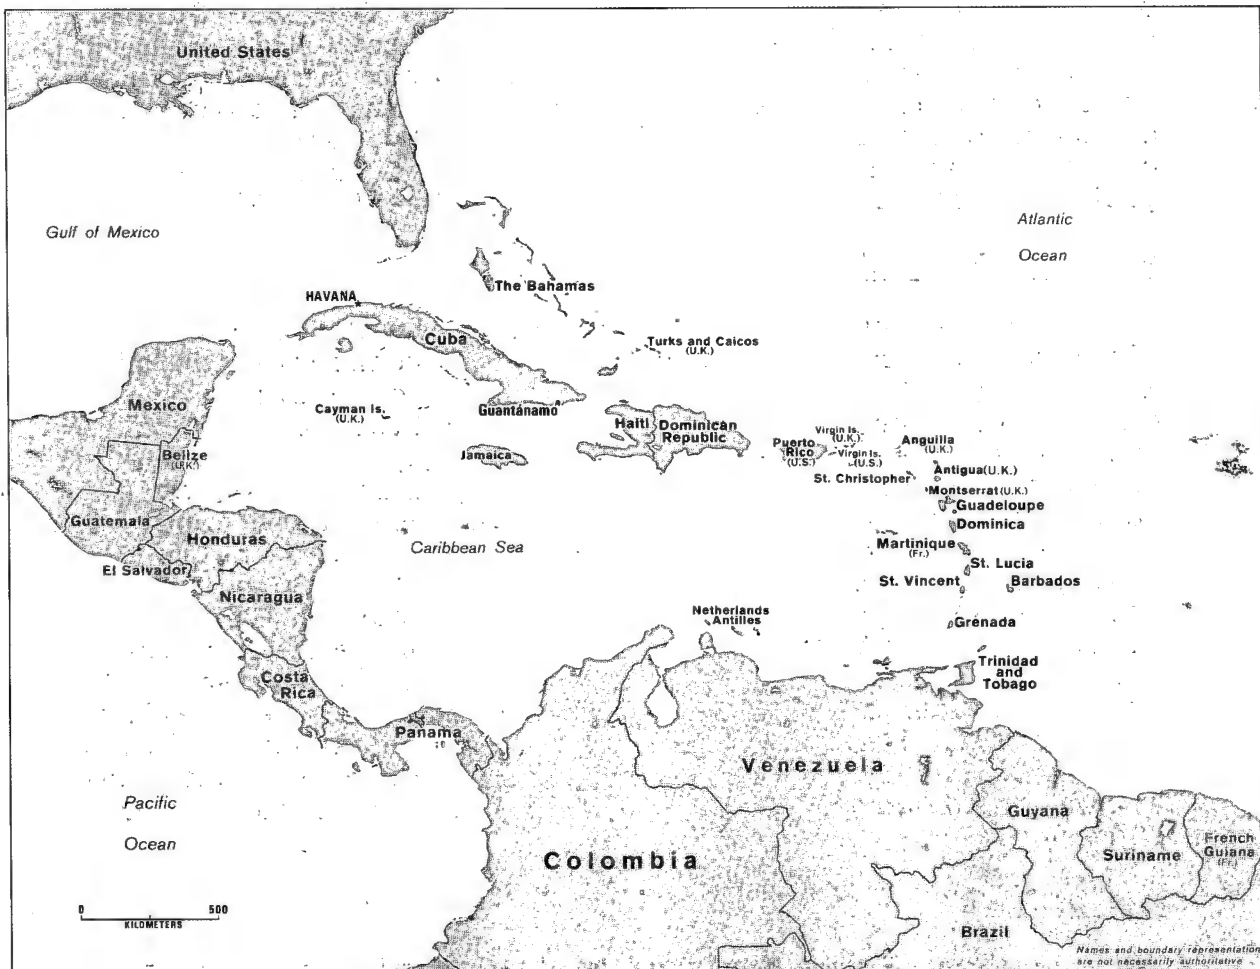 United States
Gulf of Mexico
Atlantic
Ocean
The Bahamas
HAVANA
Cuba
Turks and Caicos
(U.K.)
Mexico
Cayman Is.
(U.K.)
Guantánamo
Haiti
Dominican
Republic
Puerto
Rico
(U.S.)
Virgin Is.
(U.K.)
Virgin Is.
(U.S.)
Anguilla
(U.K.)
Belize
(U.K.)
Jamaica
St. Christopher
Antigua (U.K.)
Montserrat (U.K.)
Guadeloupe
Guatemala
Dominica
Honduras
Caribbean Sea
Martinique
(Fr.)
El Salvador
St. Lucia
Nicaragua
St. Vincent
Barbados
Netherlands
Antilles
Grenada
Costa
Rica
Trinidad
and
Tobago
Panama
Venezuela
Pacific
Ocean
Guyana
Colombia
Suriname
French
Guiana
(Fr.)
0 500
KILOMETERS
Brazil
Names and boundary representation
are not necessarily authoritative